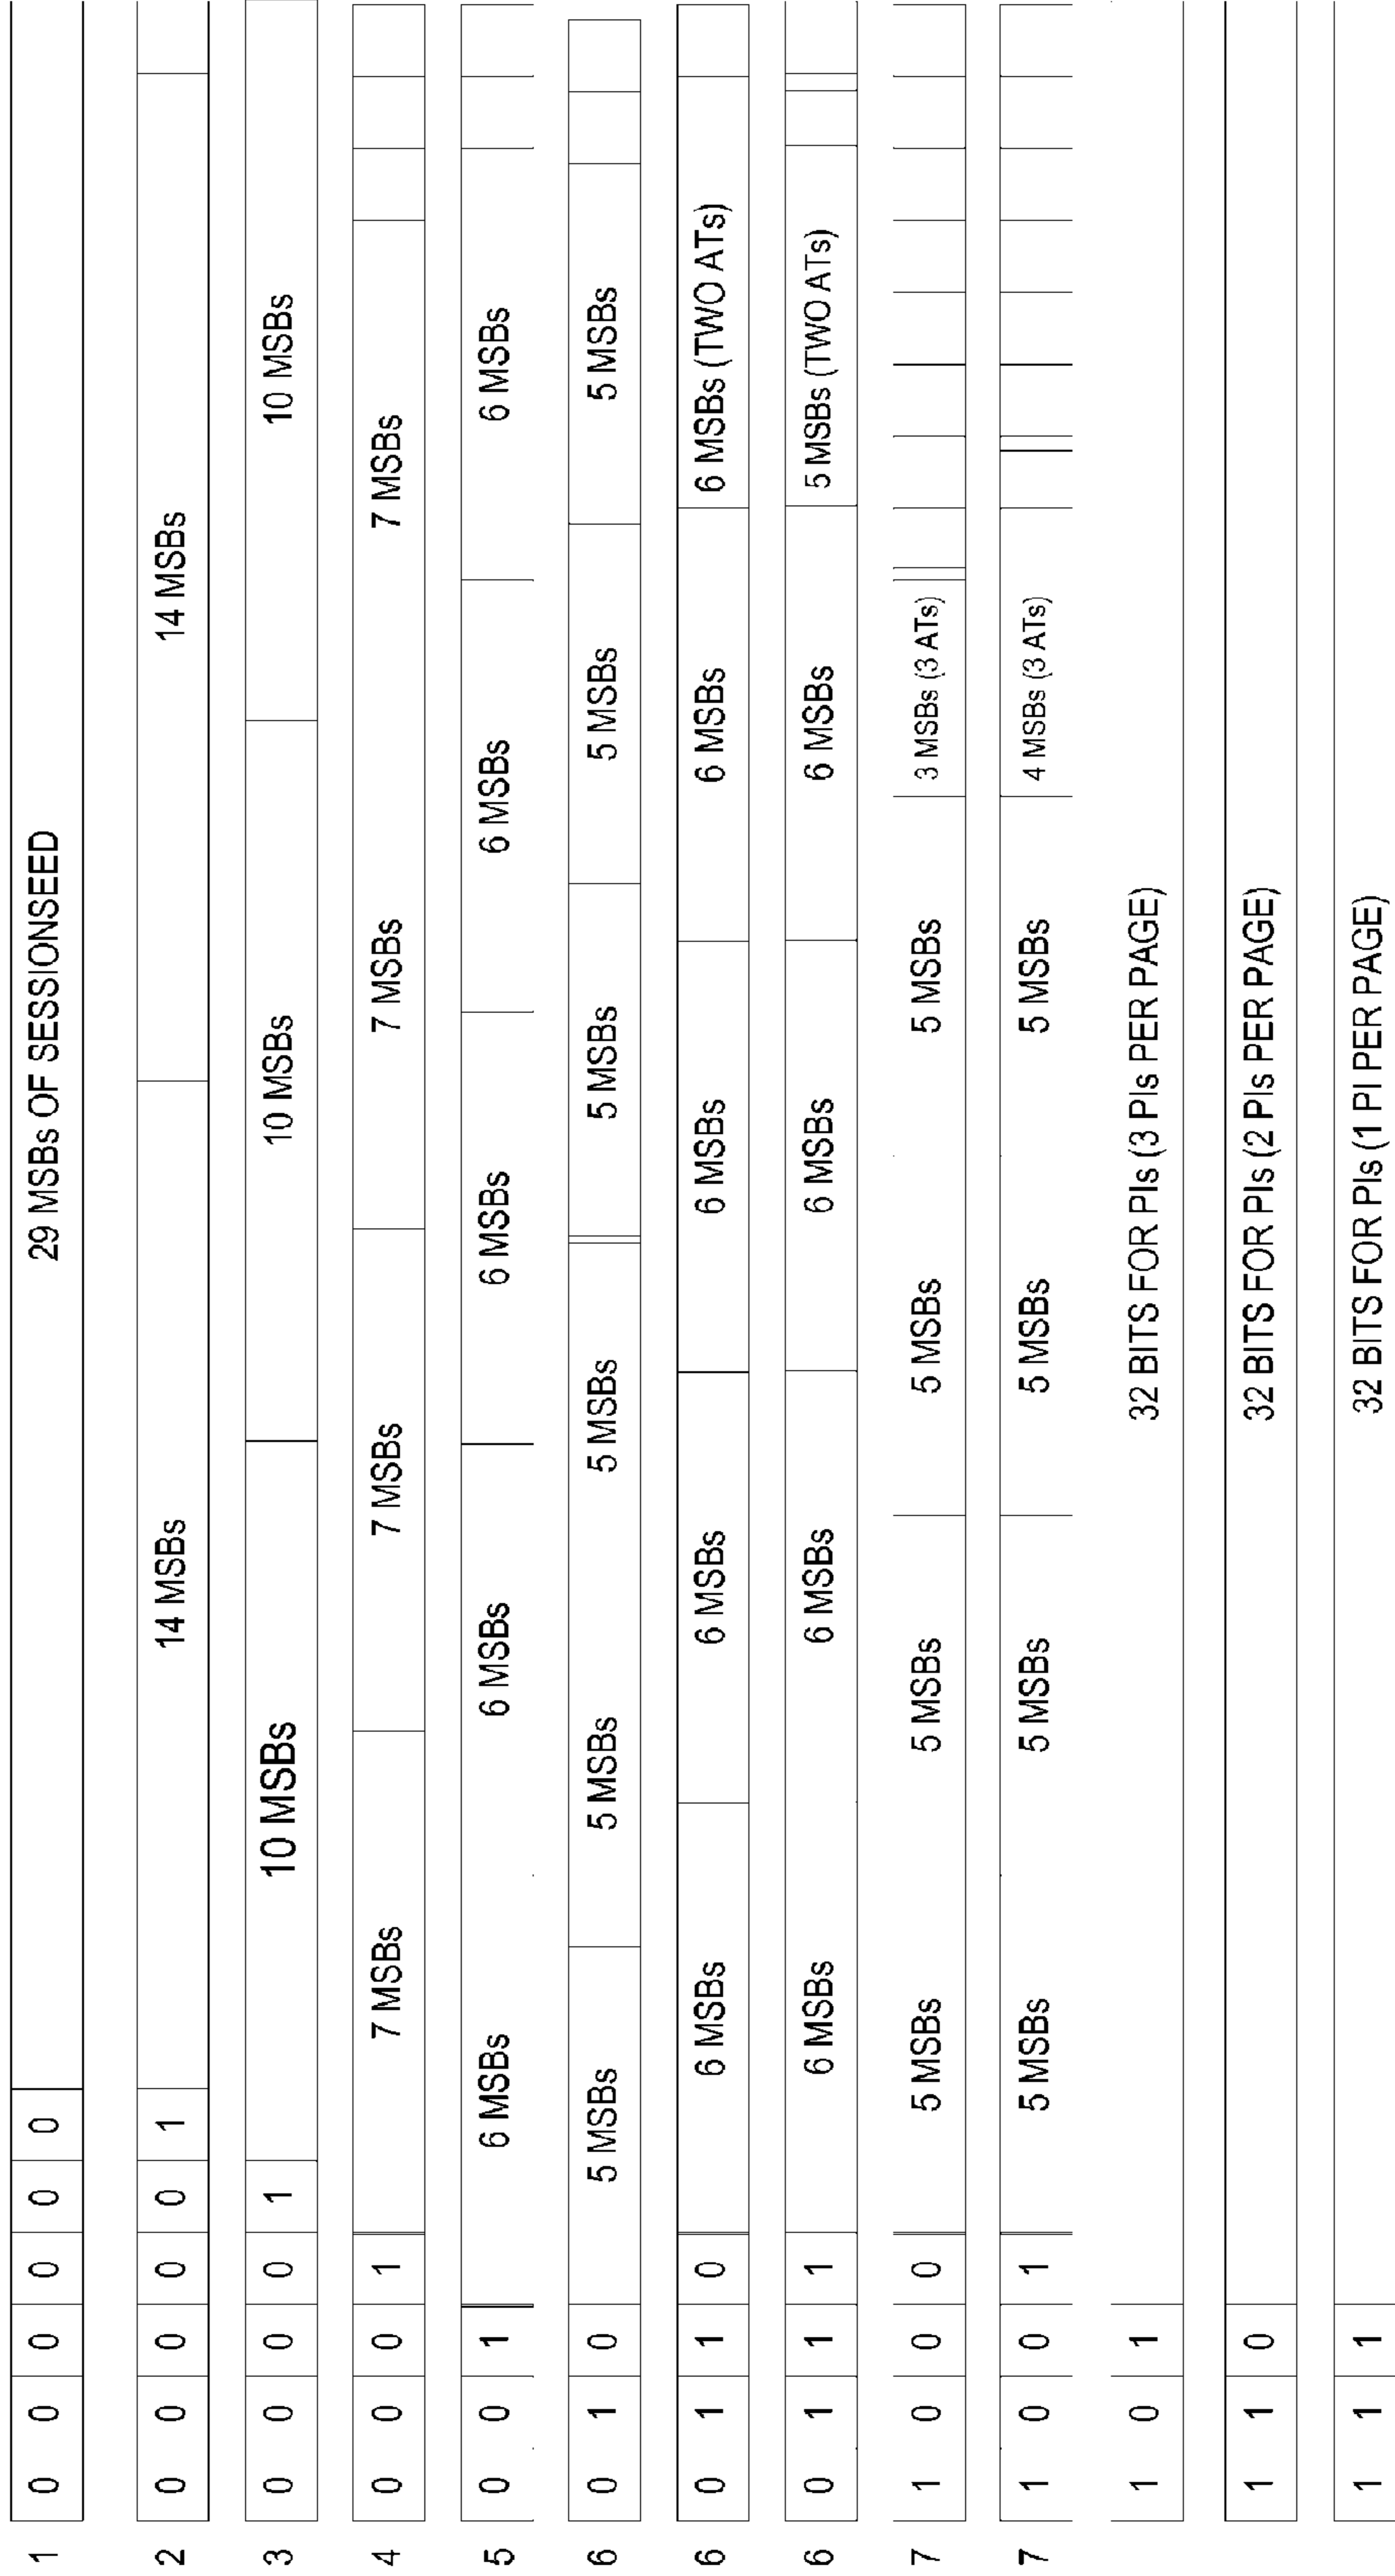 1 0 0 0 0 0 0 29 MSBs OF SESSIONSEED
2 0 0 0 0 0 1 14 MSBs 14 MSBs
3 0 0 0 0 1 10 MSBs 10 MSBs 10 MSBs
4 0 0 0 1 7 MSBs 7 MSBs 7 MSBs 7 MSBs
5 0 0 1 6 MSBs 6 MSBs 6 MSBs 6 MSBs 6 MSBs
6 0 1 0 5 MSBs 5 MSBs 5 MSBs 5 MSBs 5 MSBs 5 MSBs
6 0 1 1 0 6 MSBs 6 MSBs 6 MSBs 6 MSBs 6 MSBs (TWO ATs)
6 0 1 1 1 6 MSBs 6 MSBs 6 MSBs 6 MSBs 5 MSBs (TWO ATs)
7 1 0 0 0 5 MSBs 5 MSBs 5 MSBs 5 MSBs 3 MSBs (3 ATs)
7 1 0 0 1 5 MSBs 5 MSBs 5 MSBs 5 MSBs 4 MSBs (3 ATs)
1 0 1 32 BITS FOR PIs (3 PIs PER PAGE)
1 1 0 32 BITS FOR PIs (2 PIs PER PAGE)
1 1 1 32 BITS FOR PIs (1 PI PER PAGE)